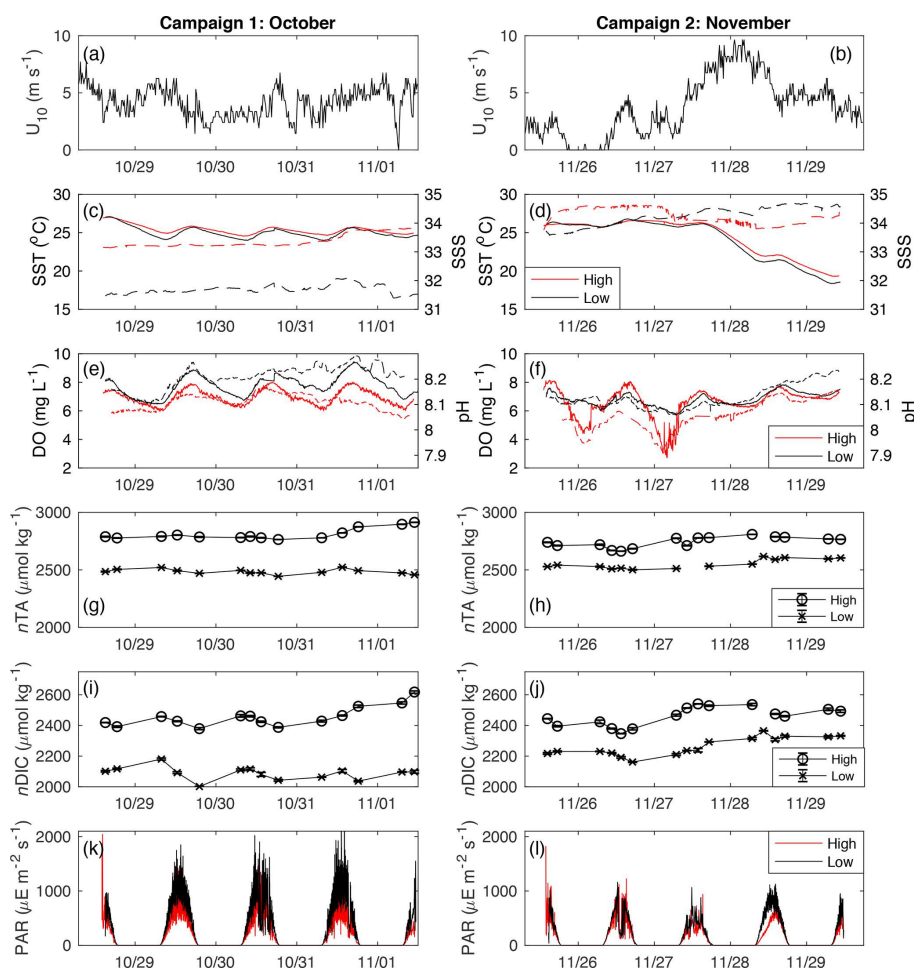 Campaign 1: October
Campaign 2: November
(a)
10
5
0
U10 (m s-1)
10/29 10/30 10/31 11/01
(b)
10
5
0
U10 (m s-1)
11/26 11/27 11/28 11/29
(c)
30
25
20
15
SST (oC)
35
34
33
32
31
SSS
10/29 10/30 10/31 11/01
(d)
30
25
20
15
SST (oC)
35
34
33
32
31
SSS
High
Low
11/26 11/27 11/28 11/29
(e)
10
8
6
4
2
DO (mg L-1)
8.2
8.1
8
7.9
pH
10/29 10/30 10/31 11/01
(f)
10
8
6
4
2
DO (mg L-1)
8.2
8.1
8
7.9
pH
High
Low
11/26 11/27 11/28 11/29
(g)
3000
2500
2000
nTA (μmol kg-1)
10/29 10/30 10/31 11/01
(h)
3000
2500
2000
nTA (μmol kg-1)
High
Low
11/26 11/27 11/28 11/29
(i)
2600
2400
2200
2000
nDIC (μmol kg-1)
10/29 10/30 10/31 11/01
(j)
2600
2400
2200
2000
nDIC (μmol kg-1)
High
Low
11/26 11/27 11/28 11/29
(k)
2000
1000
0
PAR (μE m-2 s-1)
10/29 10/30 10/31 11/01
(l)
2000
1000
0
PAR (μE m-2 s-1)
High
Low
11/26 11/27 11/28 11/29